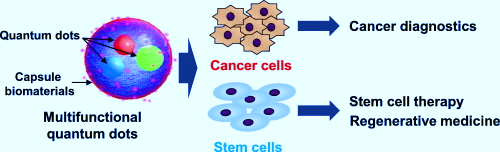 Quantum dots
Capsule
biomaterials
Multifunctional
quantum dots
Cancer cells
Cancer diagnostics
Stem cells
Stem cell therapy
Regenerative medicine